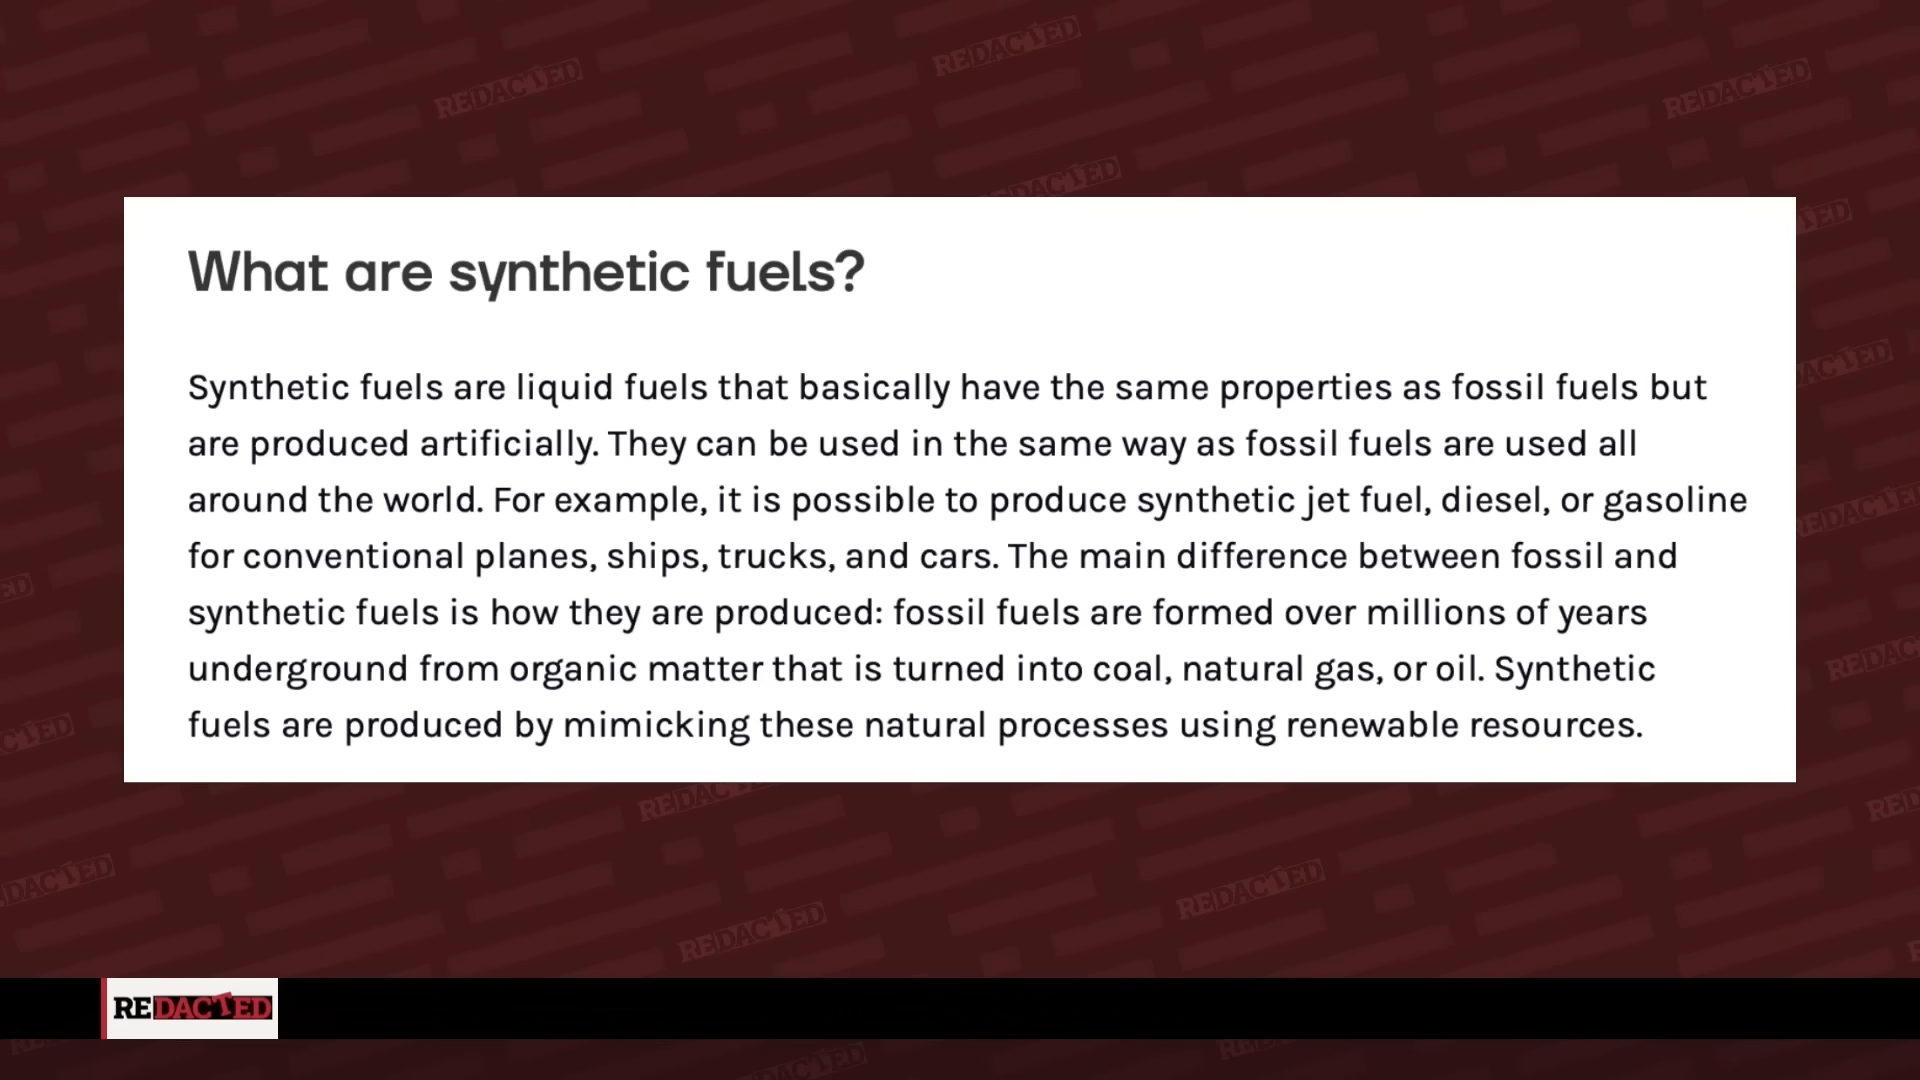 What are synthetic fuels?
Synthetic fuels are liquid fuels that basically have the same properties as fossil fuels but
are produced artificially. They can be used in the same way as fossil fuels are used all
around the world. For example, it is possible to produce synthetic jet fuel, diesel, or gasoline
for conventional planes, ships, trucks, and cars. The main difference between fossil and
synthetic fuels is how they are produced: fossil fuels are formed over millions of years
underground from organic matter that is turned into coal, natural gas, or oil. Synthetic
fuels are produced by mimicking these natural processes using renewable resources.
REDACTED